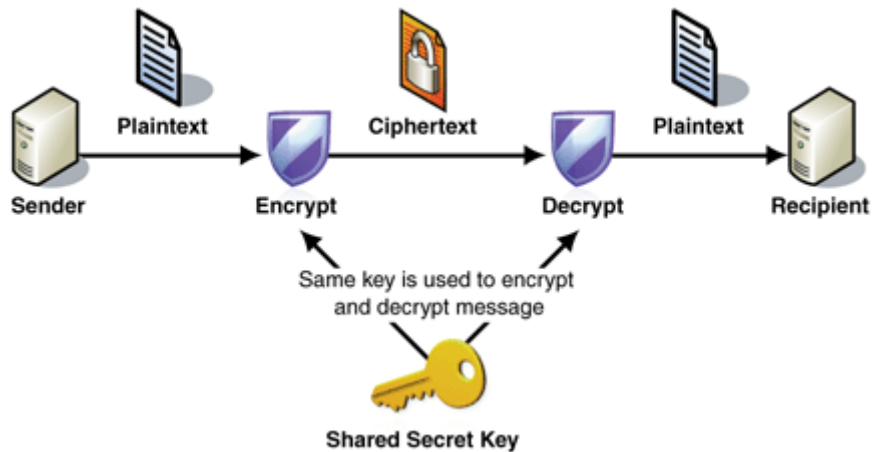 Plaintext
Ciphertext
Plaintext
Sender
Encrypt
Decrypt
Recipient
Same key is used to encrypt
and decrypt message
Shared Secret Key